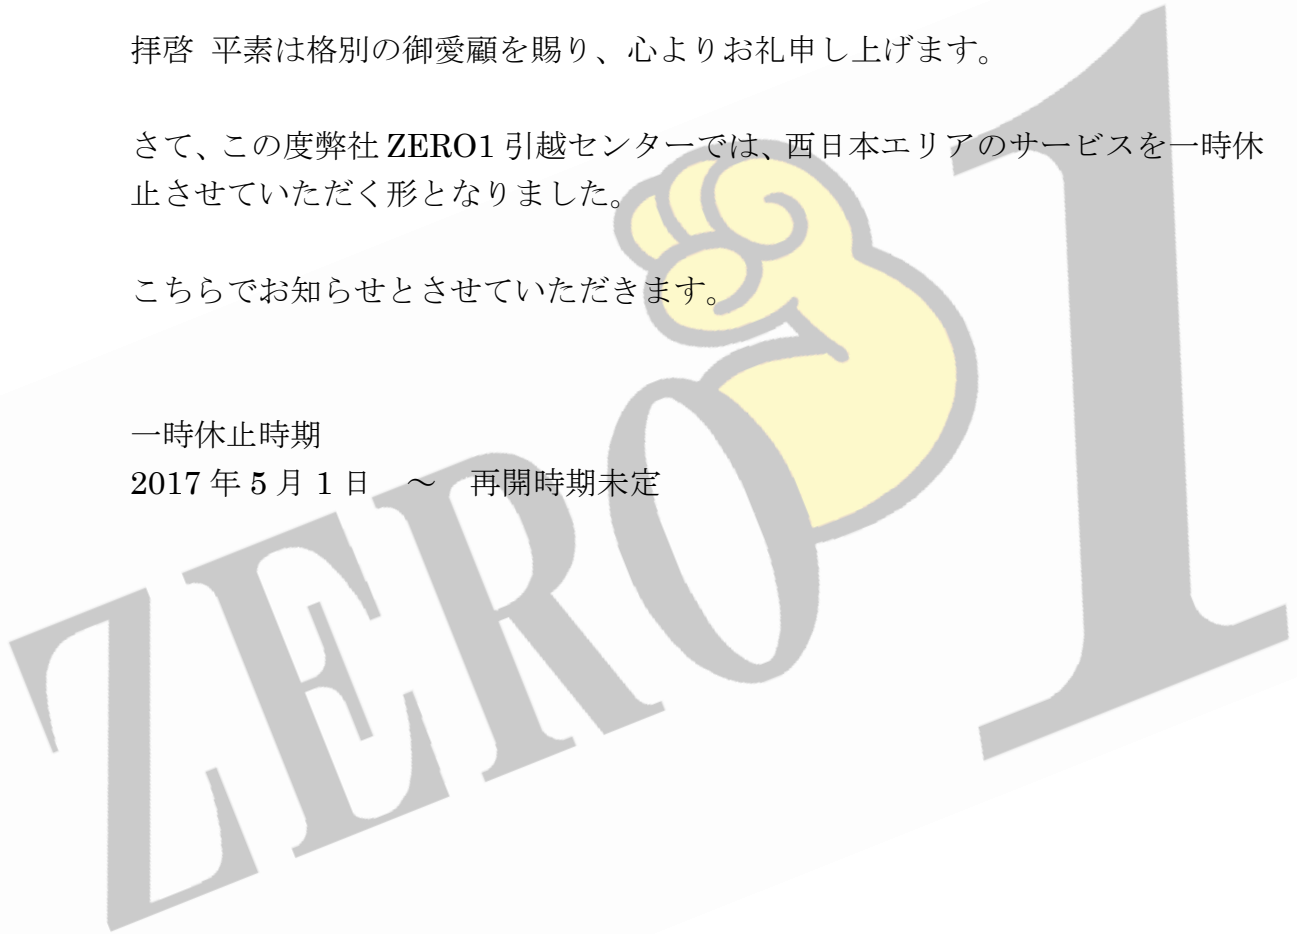 拝啓 平素は格別の御愛顧を賜り、心よりお礼申し上げます。
さて、この度弊社 ZERO1 引越センターでは、西日本エリアのサービスを一時休
止させていただく形となりました。
こちらでお知らせとさせていただきます。
一時休止時期
2017 年 5 月 1 日　～　再開時期未定
ZERO1